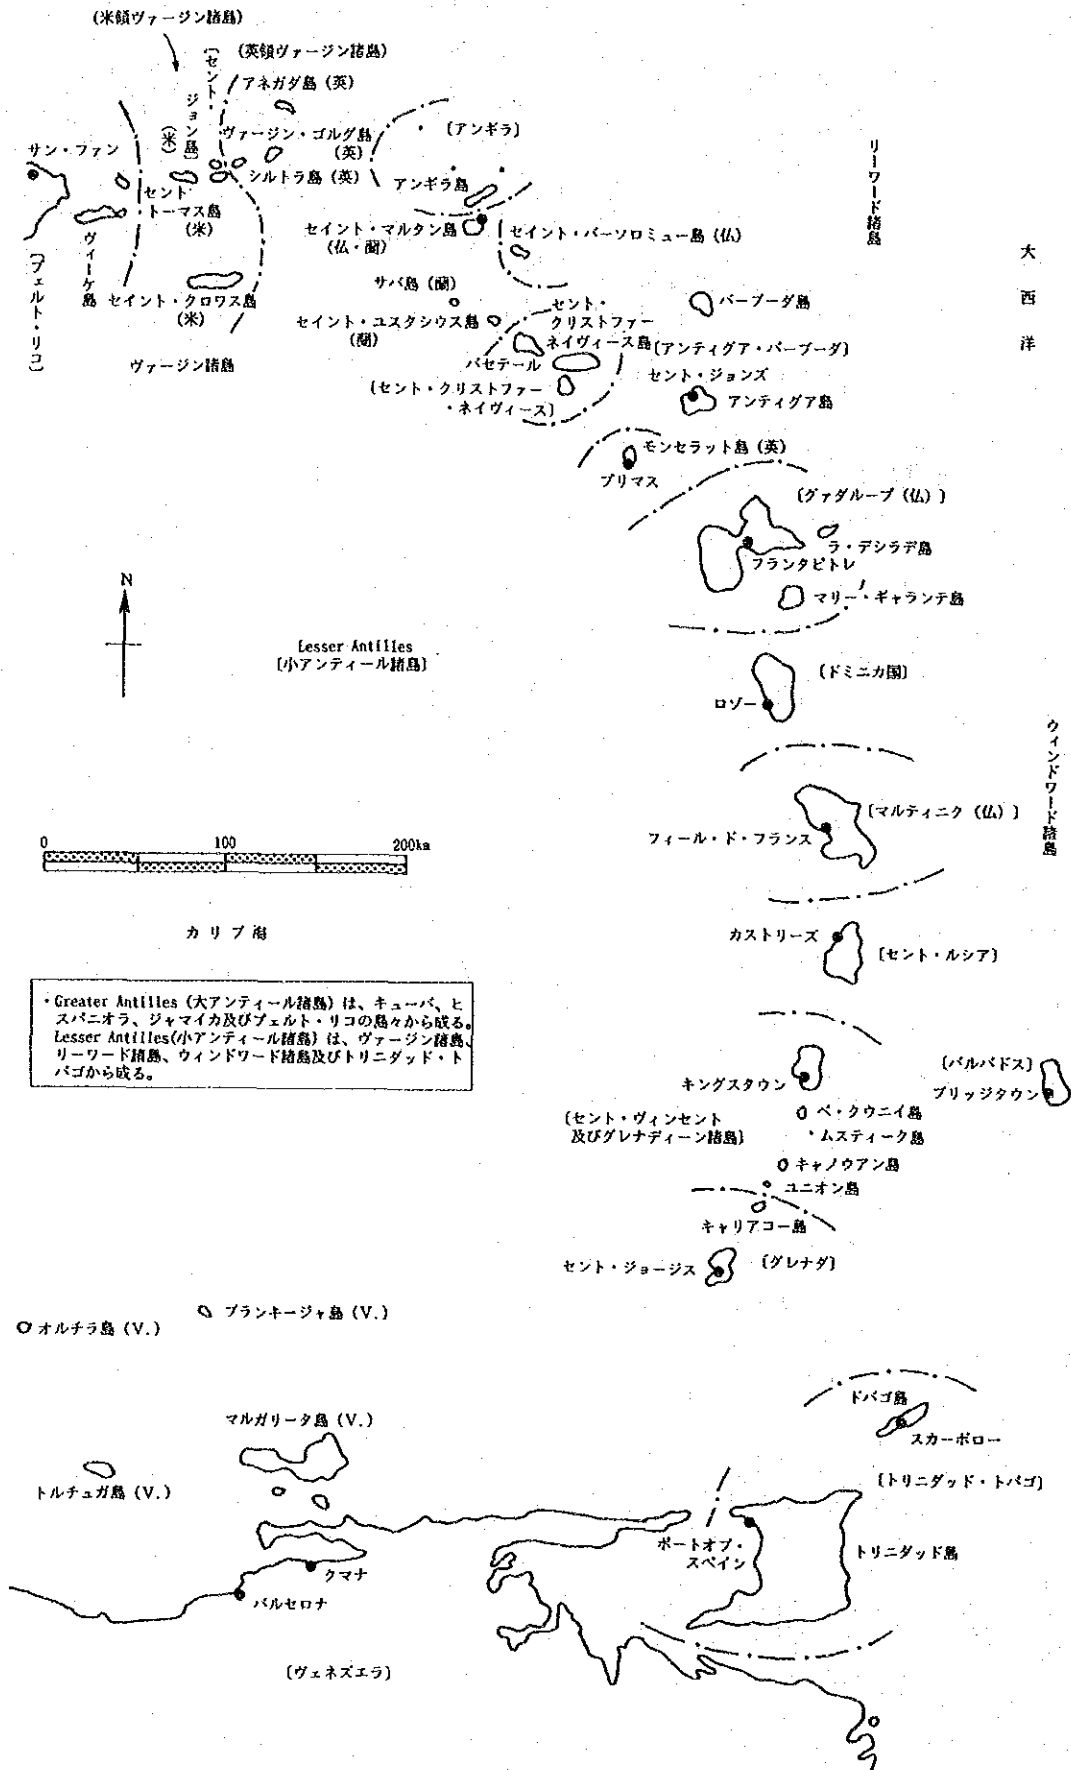 (米領ヴァージン諸島)
(英領ヴァージン諸島)
〔セント・
ジョン島〕
(米)
アネガダ島 (英)
ヴァージン・ゴルダ島
(英)
〔アンギラ〕
リーワード諸島
サン・ファン
シルトラ島 (英)
アンギラ島
セント
トーマス島
(米)
ヴィーケ島
〔プェルト・リコ〕
セイント・マルタン島
(仏・蘭)
セイント・バーソロミュー島 (仏)
大西洋
セイント・クロワス島
(米)
サバ島 (蘭)
セイント・ユスタシウス島
(蘭)
セント・
クリストファー
ネイヴィース島
バーブーダ島
〔アンティグア・バーブーダ〕
ヴァージン諸島
バセテール
〔セント・クリストファー
・ネイヴィース〕
セント・ジョンズ
アンティグア島
モンセラット島 (英)
プリマス
〔グァダループ (仏) 〕
ラ・デシラデ島
フランタピトレ
マリー・ギャランテ島
N
Lesser Antilles
〔小アンティール諸島〕
〔ドミニカ国〕
ロゾー
ウィンドワード諸島
〔マルティニク (仏) 〕
フィール・ド・フランス
0 100 200km
カリブ海
カストリーズ
〔セント・ルシア〕
・Greater Antilles (大アンティール諸島) は、キューバ、ヒ
スパニオラ、ジャマイカ及びプェルト・リコの島々から成る。
Lesser Antilles(小アンティール諸島) は、ヴァージン諸島、
リーワード諸島、ウィンドワード諸島及びトリニダッド・ト
バゴから成る。
キングスタウン
〔バルバドス〕
ブリッジタウン
〔セント・ヴィンセント
及びグレナディーン諸島〕
ベ・クウニイ島
ムスティーク島
キャノウアン島
ユニオン島
キャリアコー島
セント・ジョージス
〔グレナダ〕
ブランキージャ島 (V.)
オルチラ島 (V.)
トバゴ島
スカーボロー
マルガリータ島 (V.)
トルチュガ島 (V.)
〔トリニダッド・トバゴ〕
ポートオブ・
スペイン
トリニダッド島
クマナ
バルセロナ
〔ヴェネズエラ〕